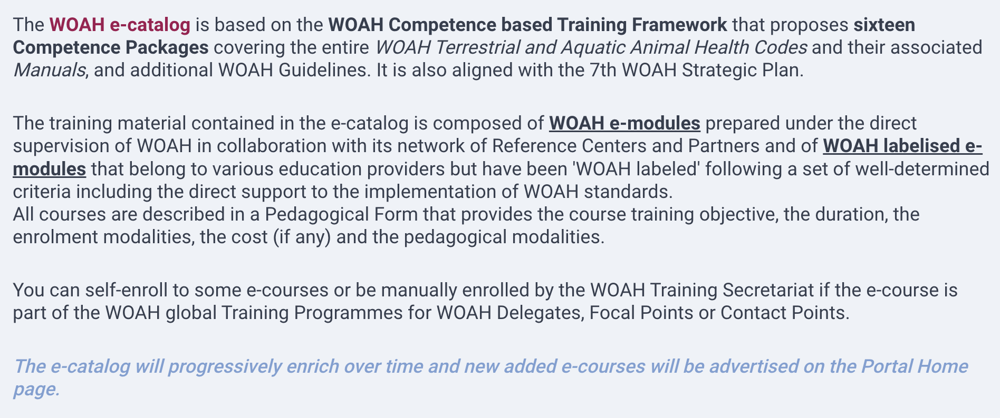 The WOAH e-catalog is based on the WOAH Competence based Training Framework that proposes sixteen
Competence Packages covering the entire WOAH Terrestrial and Aquatic Animal Health Codes and their associated
Manuals, and additional WOAH Guidelines. It is also aligned with the 7th WOAH Strategic Plan.
The training material contained in the e-catalog is composed of WOAH e-modules prepared under the direct
supervision of WOAH in collaboration with its network of Reference Centers and Partners and of WOAH labelised e-
modules that belong to various education providers but have been 'WOAH labeled' following a set of well-determined
criteria including the direct support to the implementation of WOAH standards.
All courses are described in a Pedagogical Form that provides the course training objective, the duration, the
enrolment modalities, the cost (if any) and the pedagogical modalities.
You can self-enroll to some e-courses or be manually enrolled by the WOAH Training Secretariat if the e-course is
part of the WOAH global Training Programmes for WOAH Delegates, Focal Points or Contact Points.
The e-catalog will progressively enrich over time and new added e-courses will be advertised on the Portal Home
page.